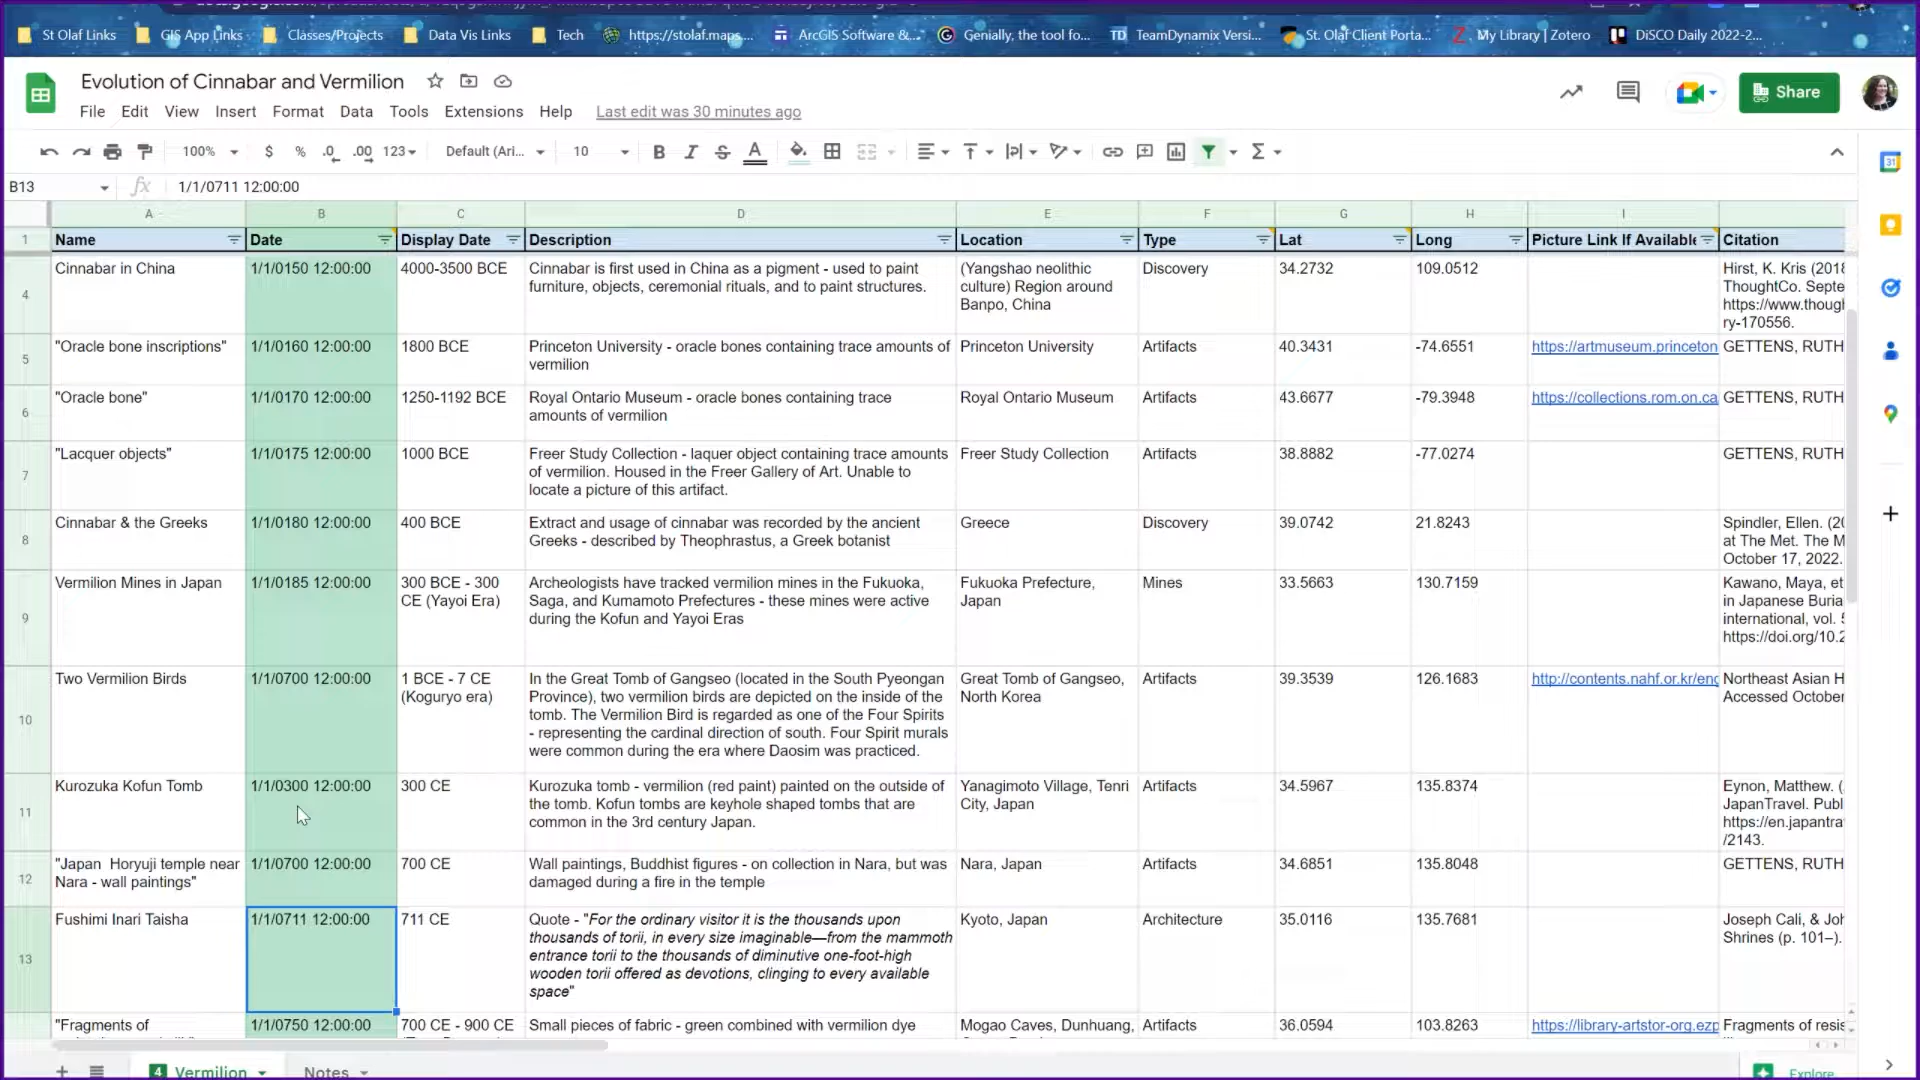 St Olaf Links GIS App Links Classes/Projects Data Vis Links Tech https://stolaf.maps.... ArcGIS Software &... Genially, the tool fo... TeamDynamix Versi... St. Olaf Client Porta... My Library | Zotero DiSCO Daily 2022-2...
Evolution of Cinnabar and Vermilion
Share
File Edit View Insert Format Data Tools Extensions Help Last edit was 30 minutes ago
100% $ % .0 .00 123 Default (Ari... 10 B I S A Σ
B13 fx 1/1/0711 12:00:00
A B C D E F G H I
1 Name Date Display Date Description Location Type Lat Long Picture Link If Available Citation
4 Cinnabar in China 1/1/0150 12:00:00 4000-3500 BCE Cinnabar is first used in China as a pigment - used to paint (Yangshao neolithic Discovery 34.2732 109.0512 Hirst, K. Kris (2018
furniture, objects, ceremonial rituals, and to paint structures. culture) Region around ThoughtCo. Septe
Banpo, China https://www.though
ry-170556.
5 "Oracle bone inscriptions" 1/1/0160 12:00:00 1800 BCE Princeton University - oracle bones containing trace amounts of Princeton University Artifacts 40.3431 -74.6551 https://artmuseum.princeton GETTENS, RUTH
vermilion
6 "Oracle bone" 1/1/0170 12:00:00 1250-1192 BCE Royal Ontario Museum - oracle bones containing trace Royal Ontario Museum Artifacts 43.6677 -79.3948 https://collections.rom.on.ca GETTENS, RUTH
amounts of vermilion
7 "Lacquer objects" 1/1/0175 12:00:00 1000 BCE Freer Study Collection - laquer object containing trace amounts Freer Study Collection Artifacts 38.8882 -77.0274 GETTENS, RUTH
of vermilion. Housed in the Freer Gallery of Art. Unable to
locate a picture of this artifact.
8 Cinnabar & the Greeks 1/1/0180 12:00:00 400 BCE Extract and usage of cinnabar was recorded by the ancient Greece Discovery 39.0742 21.8243 Spindler, Ellen. (20
Greeks - described by Theophrastus, a Greek botanist at The Met. The M
October 17, 2022.
9 Vermilion Mines in Japan 1/1/0185 12:00:00 300 BCE - 300 Archeologists have tracked vermilion mines in the Fukuoka, Fukuoka Prefecture, Mines 33.5663 130.7159 Kawano, Maya, et
CE (Yayoi Era) Saga, and Kumamoto Prefectures - these mines were active Japan in Japanese Buria
during the Kofun and Yayoi Eras international, vol. 5
https://doi.org/10.2
10 Two Vermilion Birds 1/1/0700 12:00:00 1 BCE - 7 CE In the Great Tomb of Gangseo (located in the South Pyeongan Great Tomb of Gangseo, Artifacts 39.3539 126.1683 http://contents.nahf.or.kr/eng Northeast Asian H
(Koguryo era) Province), two vermilion birds are depicted on the inside of the North Korea Accessed October
tomb. The Vermilion Bird is regarded as one of the Four Spirits
- representing the cardinal direction of south. Four Spirit murals
were common during the era where Daosim was practiced.
11 Kurozuka Kofun Tomb 1/1/0300 12:00:00 300 CE Kurozuka tomb - vermilion (red paint) painted on the outside of Yanagimoto Village, Tenri Artifacts 34.5967 135.8374 Eynon, Matthew. (
the tomb. Kofun tombs are keyhole shaped tombs that are City, Japan JapanTravel. Publ
common in the 3rd century Japan. https://en.japantra
/2143.
12 "Japan Horyuji temple near 1/1/0700 12:00:00 700 CE Wall paintings, Buddhist figures - on collection in Nara, but was Nara, Japan Artifacts 34.6851 135.8048 GETTENS, RUTH
Nara - wall paintings" damaged during a fire in the temple
13 Fushimi Inari Taisha 1/1/0711 12:00:00 711 CE Quote - "For the ordinary visitor it is the thousands upon Kyoto, Japan Architecture 35.0116 135.7681 Joseph Cali, & Joh
thousands of torii, in every size imaginable—from the mammoth Shrines (p. 101–).
entrance torii to the thousands of diminutive one-foot-high
wooden torii offered as devotions, clinging to every available
space"
"Fragments of 1/1/0750 12:00:00 700 CE - 900 CE Small pieces of fabric - green combined with vermilion dye Mogao Caves, Dunhuang, Artifacts 36.0594 103.8263 https://library-artstor-org.ezp Fragments of resis
4 Vermilion Notes Explore